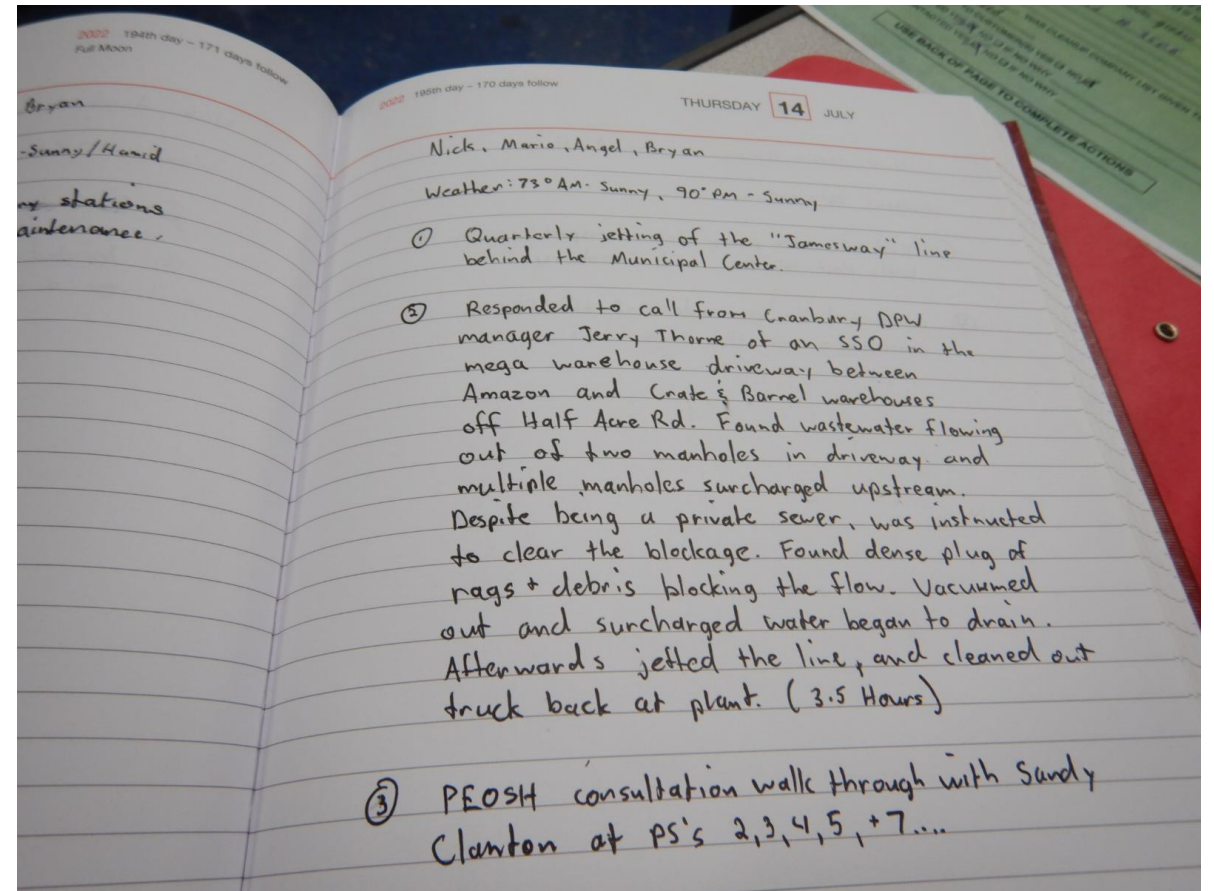 2022 194th day – 171 days follow
Full Moon
Bryan
-Sunny/Hamid
stations
aintenance.
2022 195th day – 170 days follow
THURSDAY 14 JULY
Nick, Mario, Angel, Bryan
Weather: 73° AM - Sunny, 90° PM - Sunny
① Quarterly jetting of the "Jamesway" line
behind the Municipal Center.
② Responded to call from Cranbury DPW
manager Jerry Thorne of an SSO in the
mega warehouse driveway between
Amazon and Crate & Barrel warehouses
off Half Acre Rd. Found wastewater flowing
out of two manholes in driveway and
multiple manholes surcharged upstream.
Despite being a private sewer, was instructed
to clear the blockage. Found dense plug of
rags + debris blocking the flow. Vacuumed
out and surcharged water began to drain.
Afterwards jetted the line, and cleaned out
truck back at plant. (3.5 Hours)
③ PEOSH consultation walk through with Sandy
Clanton at PS's 2,3,4,5,+7....
USE BACK OF PAGE TO COMPLETE ACTIONS